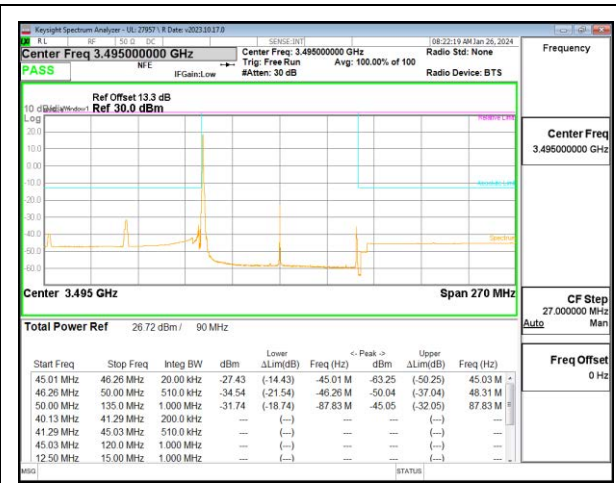 Keysight Spectrum Analyzer - UL: 27957 \ R Date: v2023.10.17.0
RL RF 50 Ω DC SENSE:INT 08:22:19 AM Jan 26, 2024
Center Freq 3.495000000 GHz Center Freq: 3.495000000 GHz Radio Std: None
NFE Trig: Free Run Avg: 100.00% of 100
PASS IFGain:Low #Atten: 30 dB Radio Device: BTS
Frequency
Ref Offset 13.3 dB
10 dB/div Ref 30.0 dBm
Log
Relative Limit
20.0
10.0
0.00
-10.0
Absolute Limit
-20.0
-30.0
-40.0
Spectrum
-50.0
-60.0
Center 3.495 GHz Span 270 MHz
Center Freq
3.495000000 GHz
CF Step
27.000000 MHz
Auto Man
Freq Offset
0 Hz
Total Power Ref 26.72 dBm / 90 MHz
Lower <- Peak -> Upper
Start Freq Stop Freq Integ BW dBm ΔLim(dB) Freq (Hz) dBm ΔLim(dB) Freq (Hz)
45.01 MHz 46.26 MHz 20.00 kHz -27.43 (-14.43) -45.01 M -63.25 (-50.25) 45.03 M
46.26 MHz 50.00 MHz 510.0 kHz -34.54 (-21.54) -46.26 M -50.04 (-37.04) 48.31 M
50.00 MHz 135.0 MHz 1.000 MHz -31.74 (-18.74) -87.83 M -45.05 (-32.05) 87.83 M
40.13 MHz 41.29 MHz 200.0 kHz --- (---) --- --- (---) ---
41.29 MHz 45.03 MHz 510.0 kHz --- (---) --- --- (---) ---
45.03 MHz 120.0 MHz 1.000 MHz --- (---) --- --- (---) ---
12.50 MHz 15.00 MHz 1.000 MHz --- (---) --- --- (---) ---
MSG STATUS